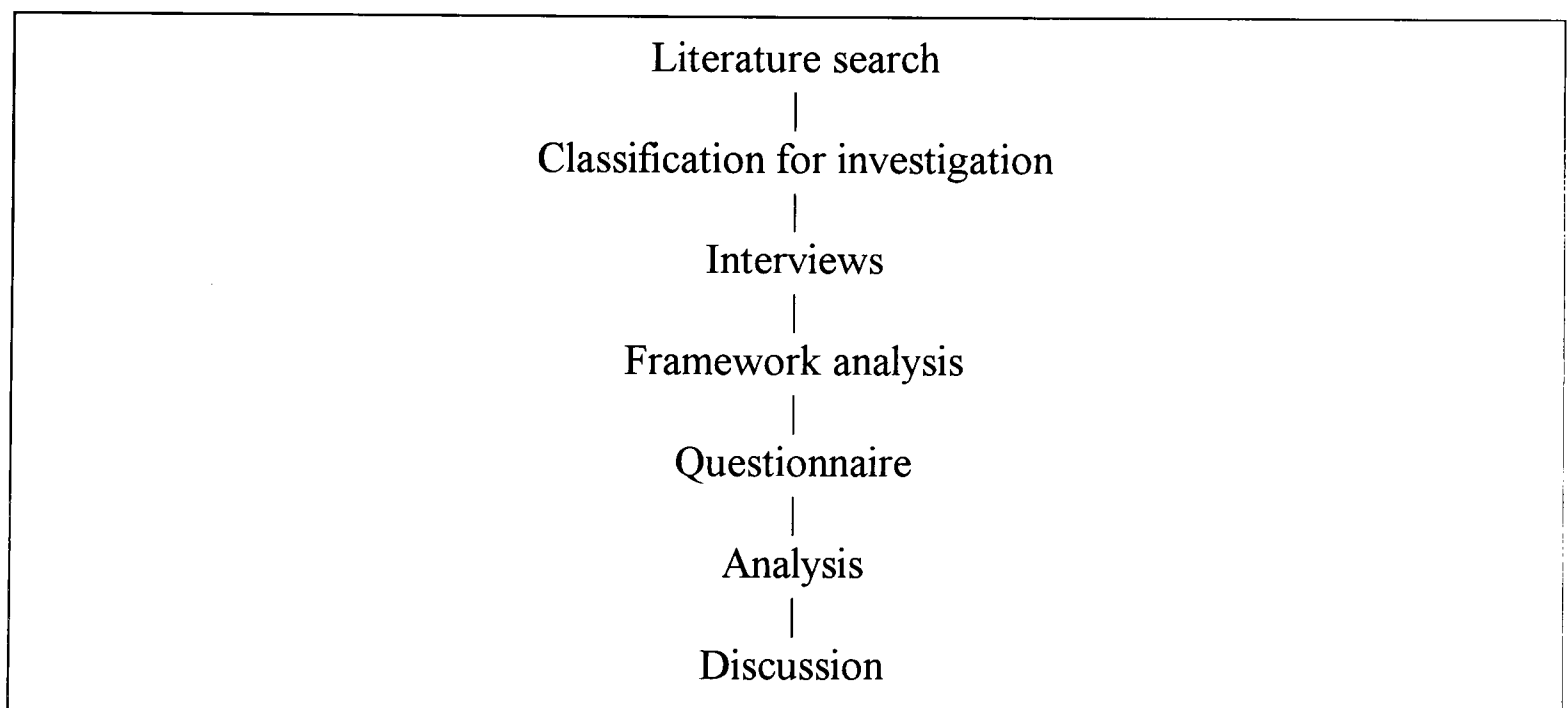 Literature search
Classification for investigation
Interviews
Framework analysis
Questionnaire
Analysis
Discussion